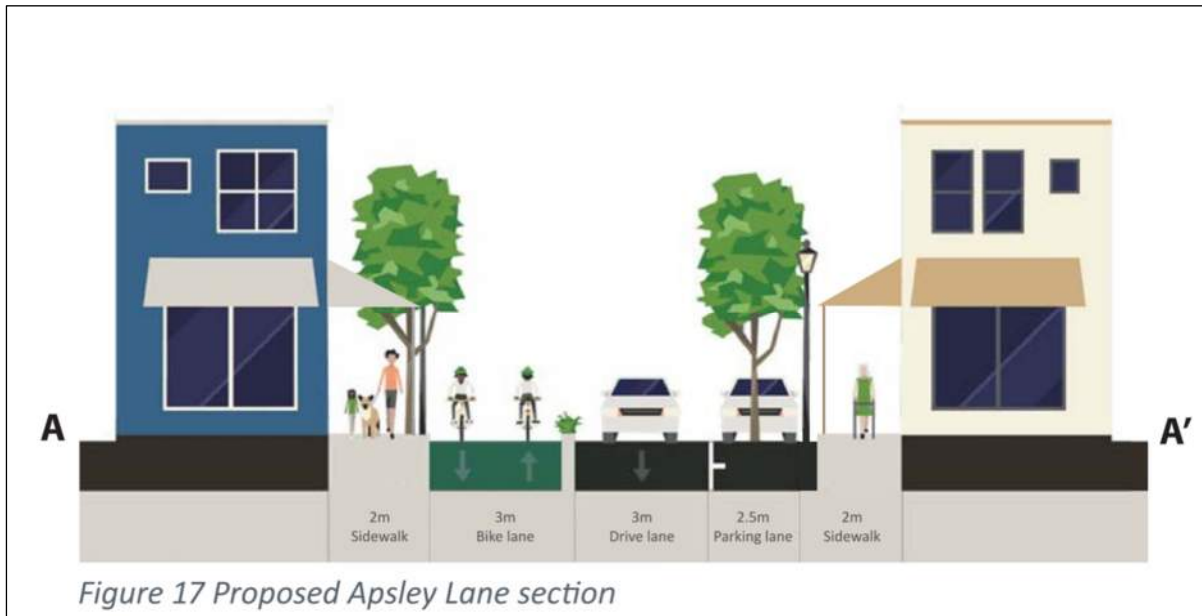 A
A'
2m
Sidewalk
3m
Bike lane
3m
Drive lane
2.5m
Parking lane
2m
Sidewalk
Figure 17 Proposed Apsley Lane section